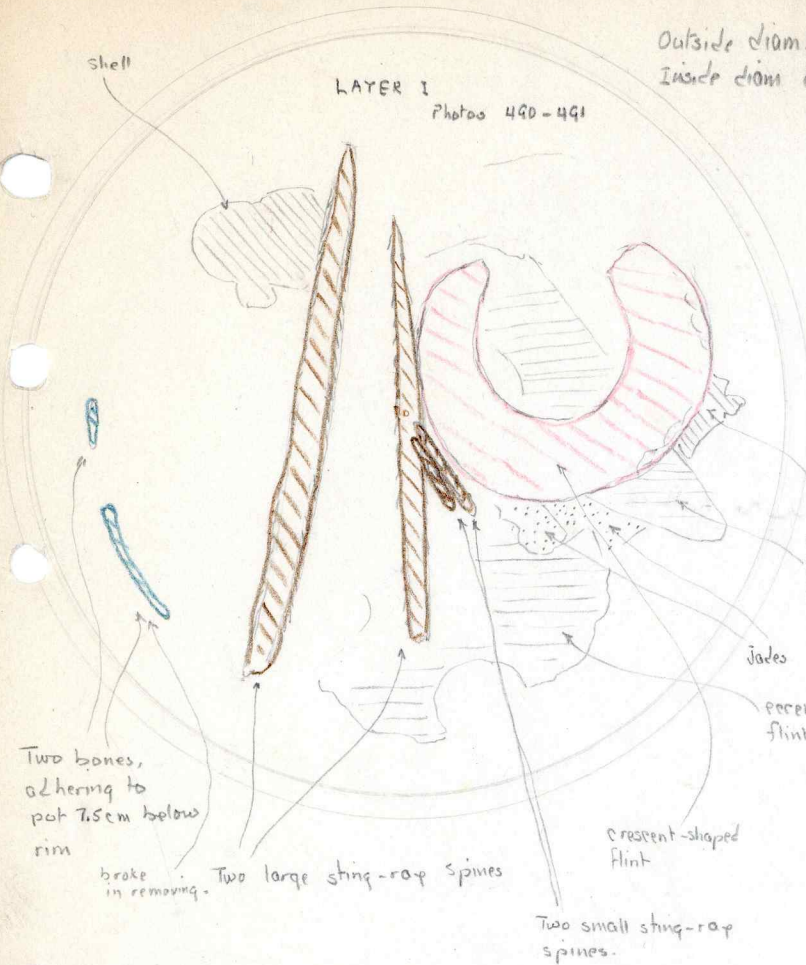 Outside diam
Inside diam
shell
LAYER I
Photos 490-491
Jades
flint
Two bones,
adhering to
pot 7.5cm below
rim
broke
in removing.
Two large sting-ray spines
crescent-shaped
flint
Two small sting-ray
spines.